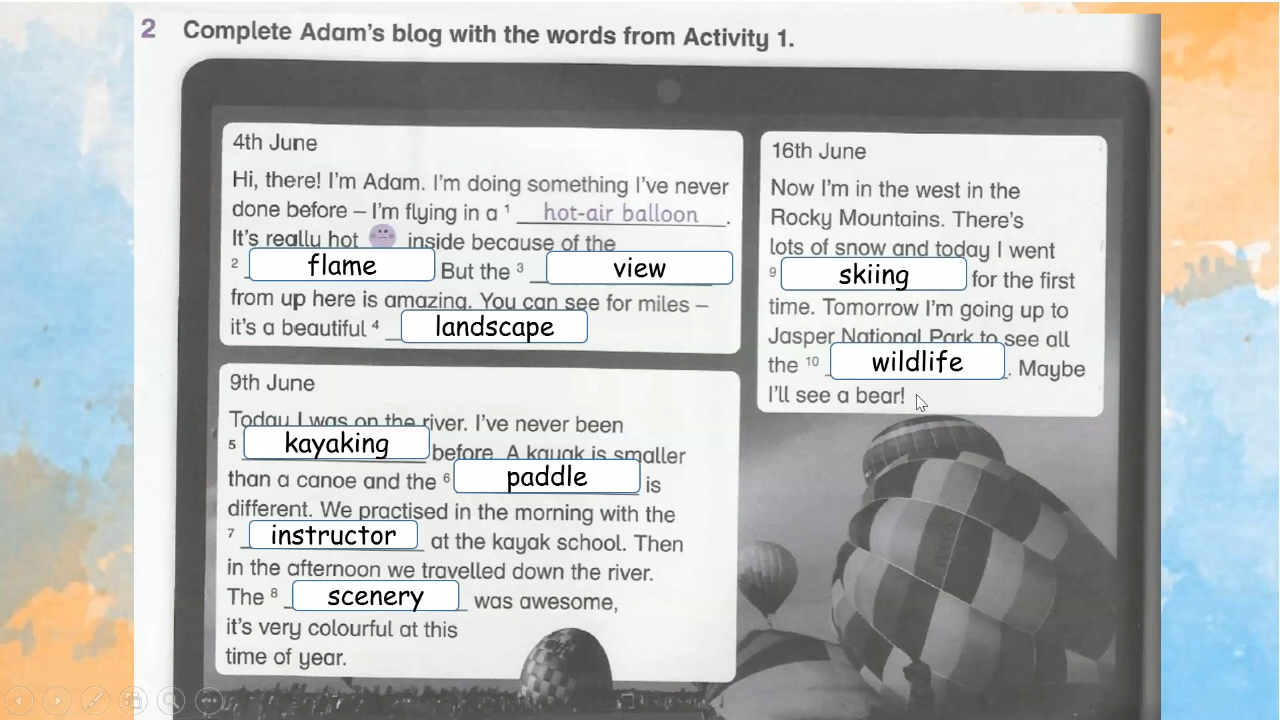 2 Complete Adam's blog with the words from Activity 1.
4th June
Hi, there! I'm Adam. I'm doing something I've never
done before – I'm flying in a 1 hot-air balloon .
It's really hot inside because of the
2 flame But the 3 view
from up here is amazing. You can see for miles –
it's a beautiful 4 landscape
9th June
Today I was on the river. I've never been
5 kayaking before. A kayak is smaller
than a canoe and the 6 paddle is
different. We practised in the morning with the
7 instructor at the kayak school. Then
in the afternoon we travelled down the river.
The 8 scenery was awesome,
it's very colourful at this
time of year.
16th June
Now I'm in the west in the
Rocky Mountains. There's
lots of snow and today I went
9 skiing for the first
time. Tomorrow I'm going up to
Jasper National Park to see all
the 10 wildlife . Maybe
I'll see a bear!